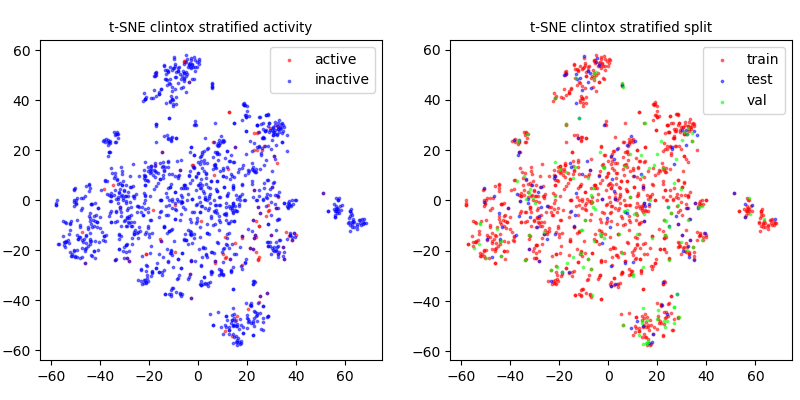 t-SNE clintox stratified activity
60
40
20
0
−20
−40
−60
−60 −40 −20 0 20 40 60
active
inactive
t-SNE clintox stratified split
60
40
20
0
−20
−40
−60
−60 −40 −20 0 20 40 60
train
test
val